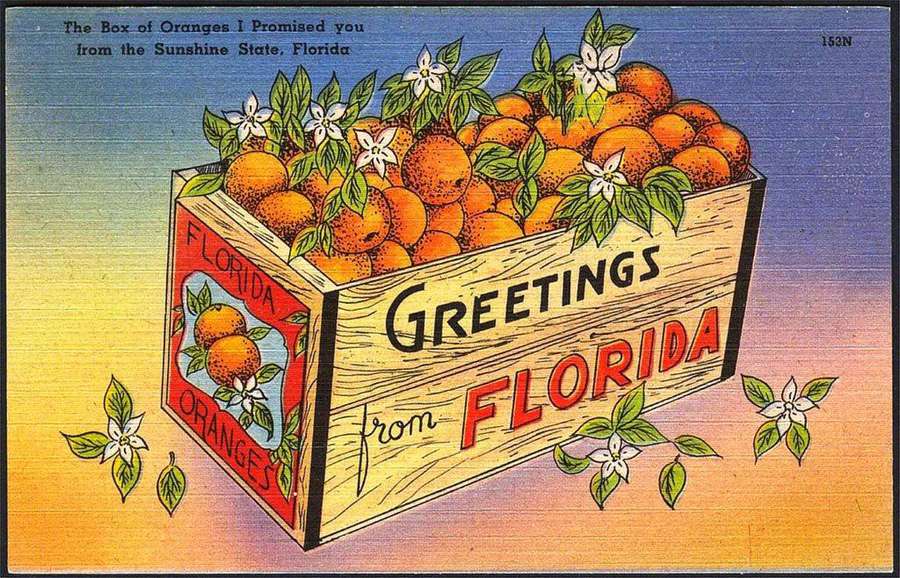 The Box of Oranges I Promised you
from the Sunshine State, Florida
153N
FLORIDA
ORANGES
GREETINGS
from FLORIDA